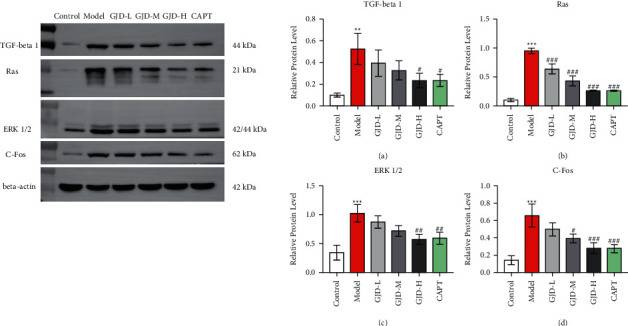 Control Model GJD-L GJD-M GJD-H CAPT
TGF-beta 1 44 kDa
Ras 21 kDa
ERK 1/2 42/44 kDa
C-Fos 62 kDa
beta-actin 42 kDa
TGF-beta 1
Relative Protein Level
0.8
0.6
0.4
0.2
0.0
**
#
#
Control
Model
GJD-L
GJD-M
GJD-H
CAPT
(a)
Ras
Relative Protein Level
1.5
1.0
0.5
0.0
***
###
###
###
###
Control
Model
GJD-L
GJD-M
GJD-H
CAPT
(b)
ERK 1/2
Relative Protein Level
1.5
1.0
0.5
0.0
***
##
##
Control
Model
GJD-L
GJD-M
GJD-H
CAPT
(c)
C-Fos
Relative Protein Level
1.0
0.8
0.6
0.4
0.2
0.0
***
#
###
###
Control
Model
GJD-L
GJD-M
GJD-H
CAPT
(d)